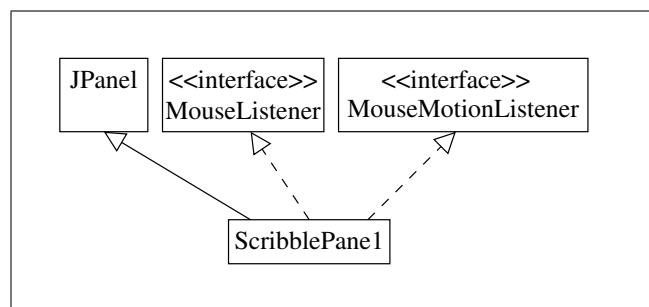 JPanel
<<interface>>
MouseListener
<<interface>>
MouseMotionListener
ScribblePane1